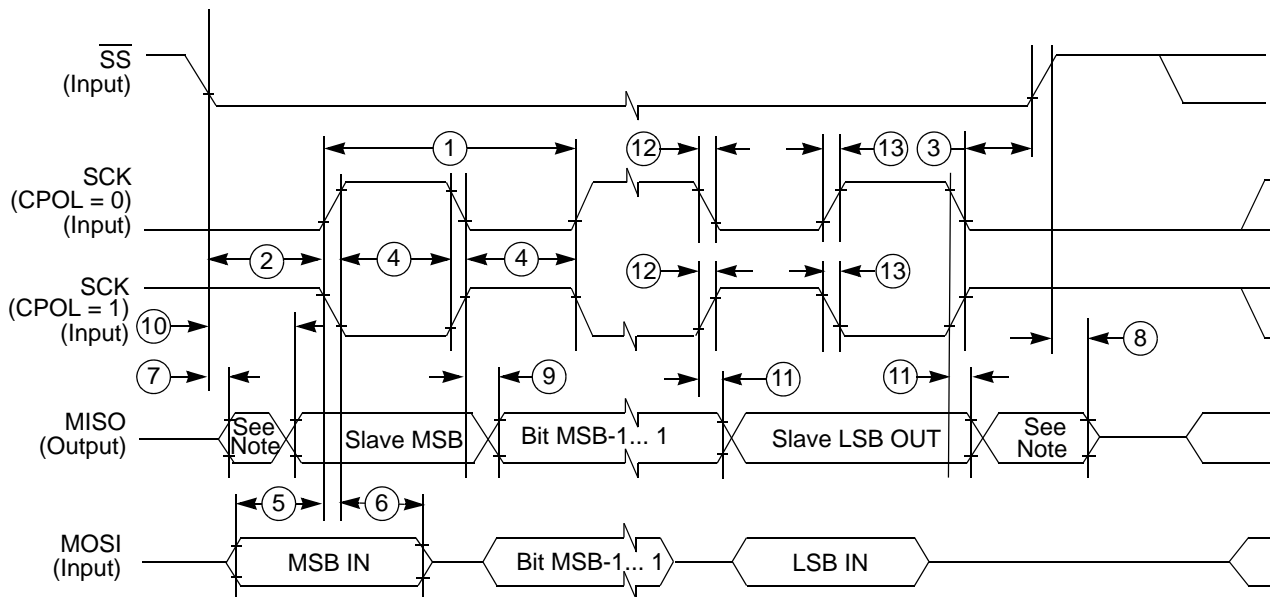 SS
(Input)
1
12
13
3
SCK
(CPOL = 0)
(Input)
2
4
4
12
13
SCK
(CPOL = 1)
(Input)
10
8
7
9
11
11
MISO
(Output)
See
Note
Slave MSB
Bit MSB-1... 1
Slave LSB OUT
See
Note
5
6
MOSI
(Input)
MSB IN
Bit MSB-1... 1
LSB IN